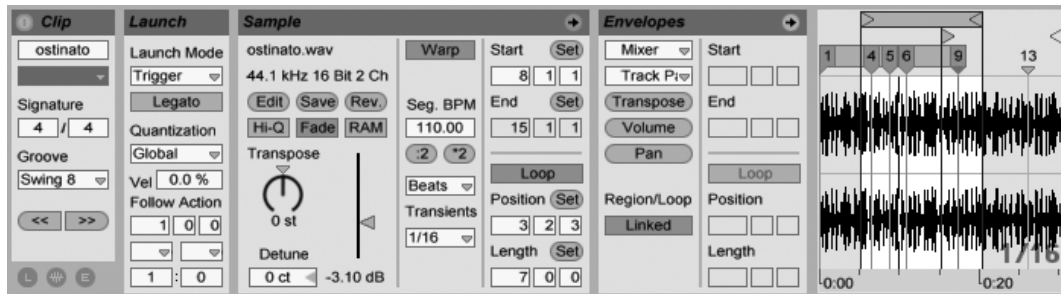 Clip
ostinato
Signature
4 / 4
Groove
Swing 8
<< >>
L E
Launch
Launch Mode
Trigger
Legato
Quantization
Global
Vel 0.0 %
Follow Action
1 0 0
1 : 0
Sample
ostinato.wav
44.1 kHz 16 Bit 2 Ch
Edit Save Rev.
Hi-Q Fade RAM
Transpose
0 st
Detune
0 ct -3.10 dB
Warp
Seg. BPM
110.00
:2 *2
Beats
Transients
1/16
Start Set
8 1 1
End Set
15 1 1
Loop
Position Set
3 2 3
Length Set
7 0 0
Envelopes
Mixer
Track Pa
Transpose
Volume
Pan
Region/Loop
Linked
Start
End
Loop
Position
Length
1 4 5 6 9 13
1/16
0:00 0:20